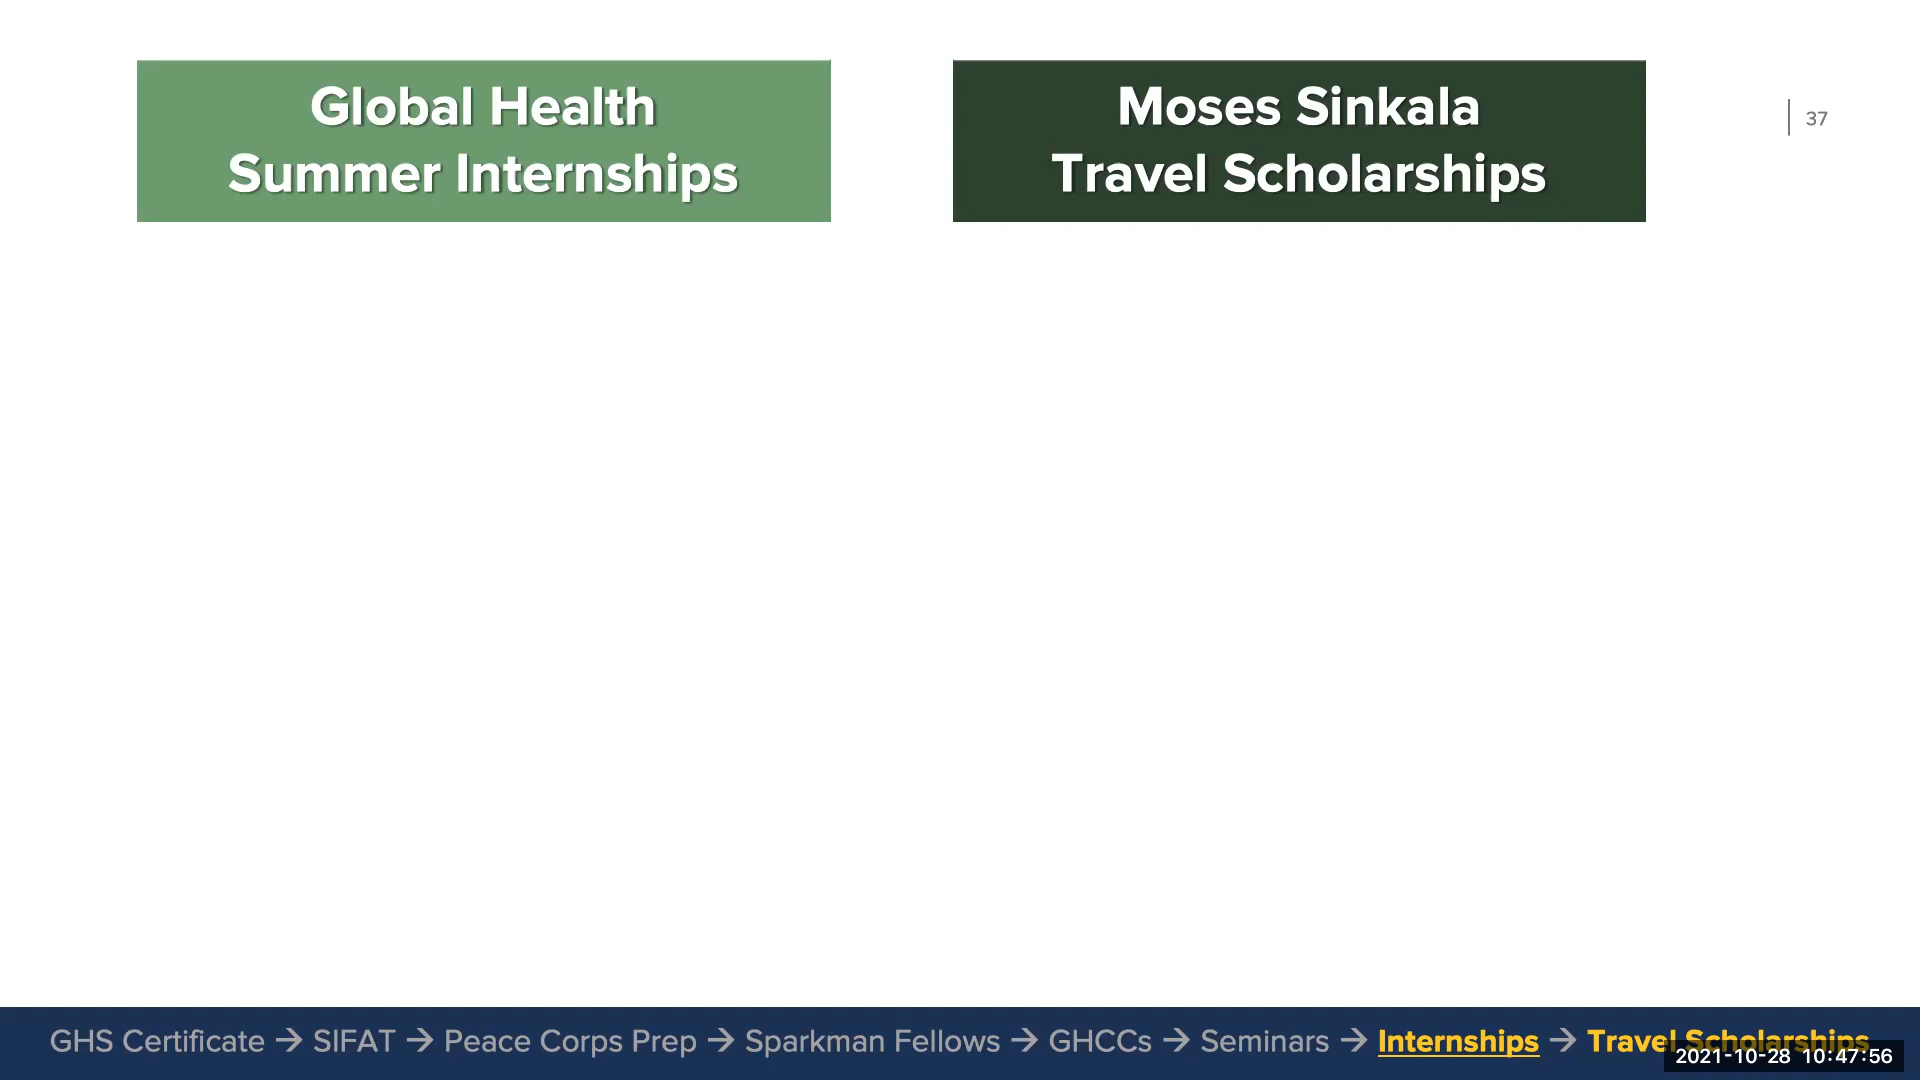 Global Health
Summer Internships
Moses Sinkala
Travel Scholarships
37
GHS Certificate → SIFAT → Peace Corps Prep → Sparkman Fellows → GHCCs → Seminars → Internships → Travel Scholarships
2021-10-28 10:47:56